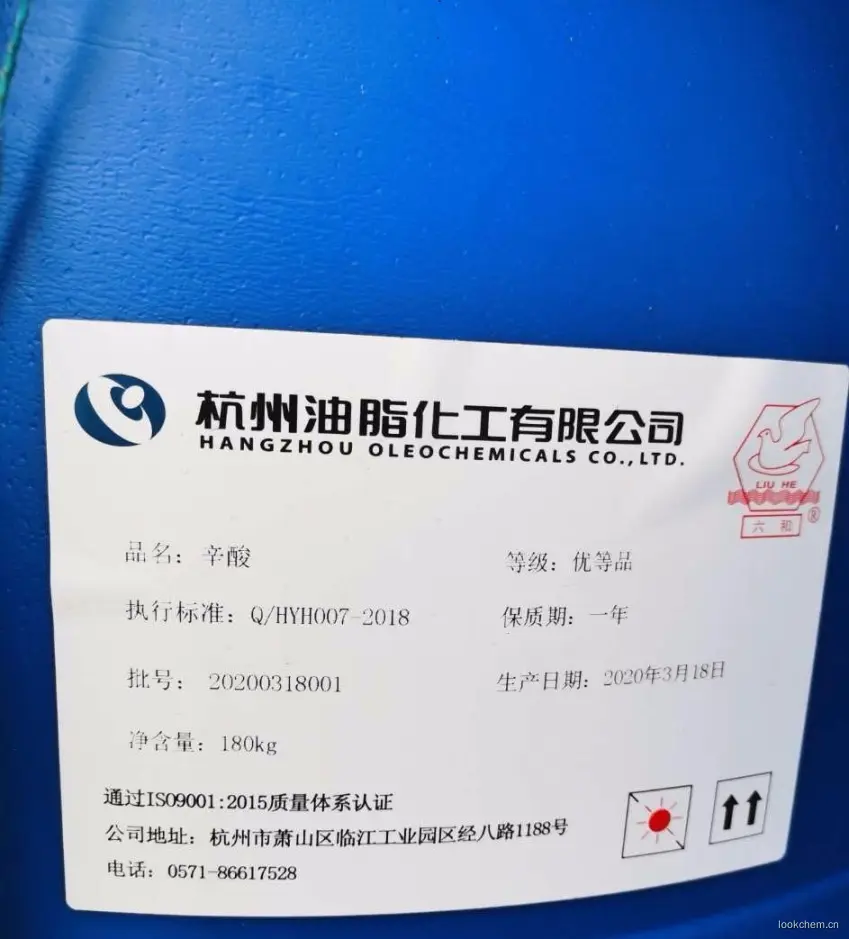 杭州油脂化工有限公司
HANGZHOU OLEOCHEMICALS CO.,LTD.
LIU HE
六和
®
品名：辛酸
等级：优等品
执行标准：Q/HYH007-2018
保质期：一年
批号：20200318001
生产日期：2020年3月18日
净含量：180kg
通过ISO9001:2015质量体系认证
公司地址：杭州市萧山区临江工业园区经八路1188号
电话：0571-86617528
lookchem.cn